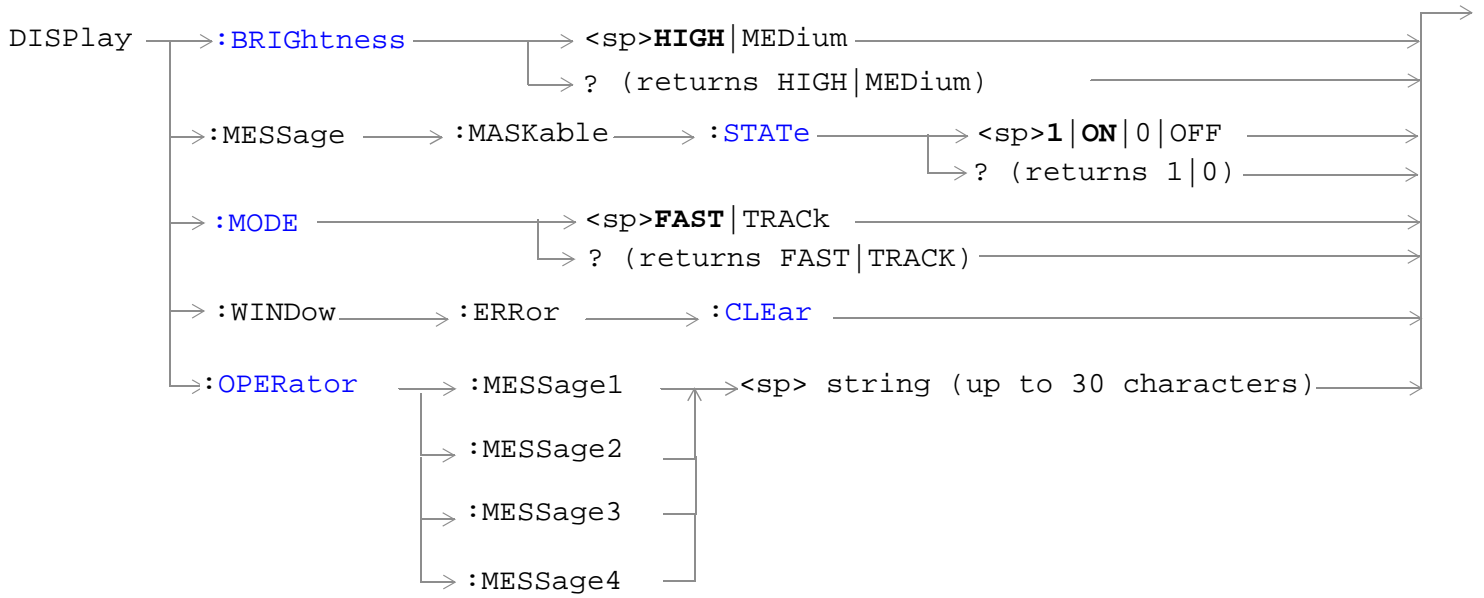 DISPlay :BRIGhtness <sp>HIGH|MEDium
? (returns HIGH|MEDium)
:MESSage :MASKable :STATe <sp>1|ON|0|OFF
? (returns 1|0)
:MODE <sp>FAST|TRACk
? (returns FAST|TRACK)
:WINDow :ERRor :CLEar
:OPERator :MESSage1 <sp> string (up to 30 characters)
:MESSage2
:MESSage3
:MESSage4